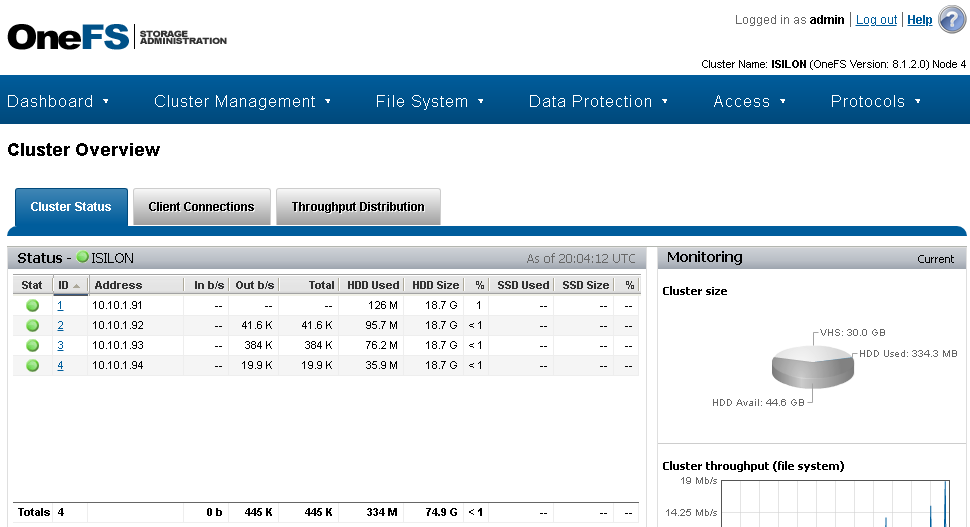 Logged in as admin | Log out | Help ?
OneFS | STORAGE ADMINISTRATION
Cluster Name: ISILON (OneFS Version: 8.1.2.0) Node 4
Dashboard Cluster Management File System Data Protection Access Protocols
Cluster Overview
Cluster Status Client Connections Throughput Distribution
Status - ISILON As of 20:04:12 UTC
Stat ID Address In b/s Out b/s Total HDD Used HDD Size % SSD Used SSD Size %
1 10.10.1.91 -- -- -- 126 M 18.7 G 1 -- -- --
2 10.10.1.92 -- 41.6 K 41.6 K 95.7 M 18.7 G < 1 -- -- --
3 10.10.1.93 -- 384 K 384 K 76.2 M 18.7 G < 1 -- -- --
4 10.10.1.94 -- 19.9 K 19.9 K 35.9 M 18.7 G < 1 -- -- --
Totals 4 0 b 445 K 445 K 334 M 74.9 G < 1 -- -- --
Monitoring Current
Cluster size
VHS: 30.0 GB
HDD Used: 334.3 MB
HDD Avail: 44.6 GB
Cluster throughput (file system)
19 Mb/s
14.25 Mb/s